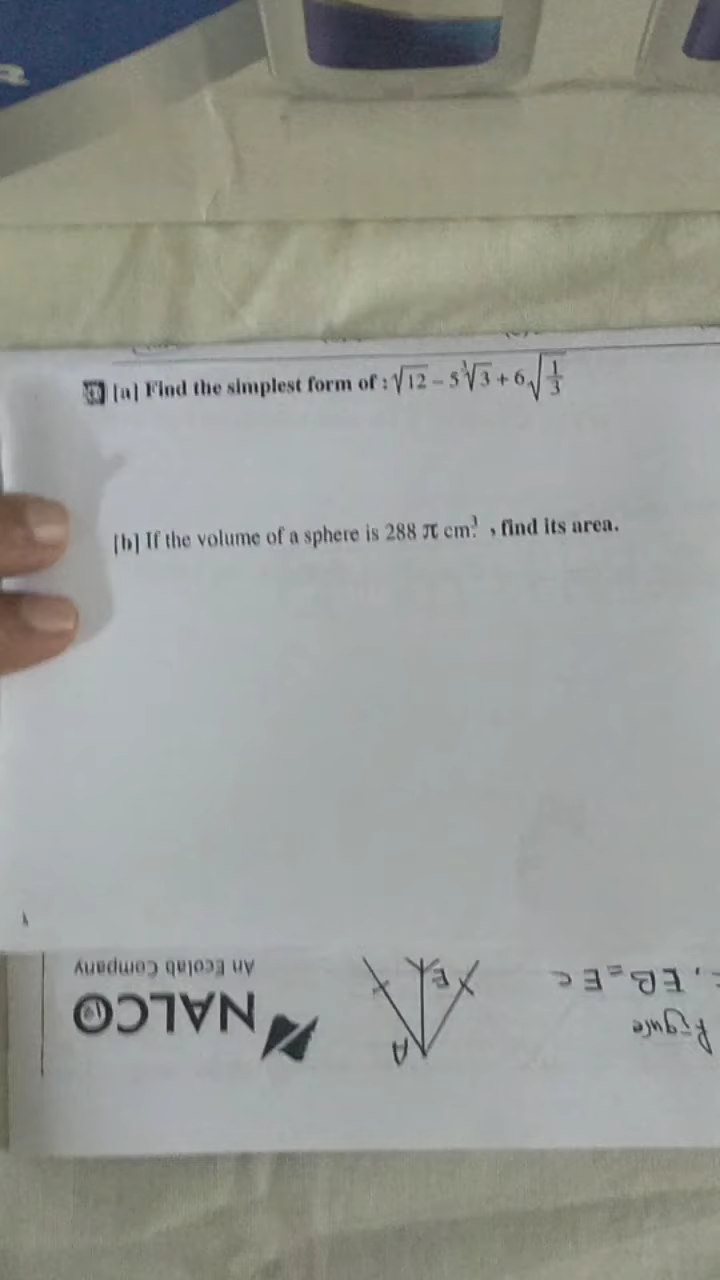 [a] Find the simplest form of : √12 – 5 ∛3 + 6 √(1/3)
[b] If the volume of a sphere is 288 π cm³. , find its area.
, EB = EC
E
An Ecolab Company
Figure
A
NALCO